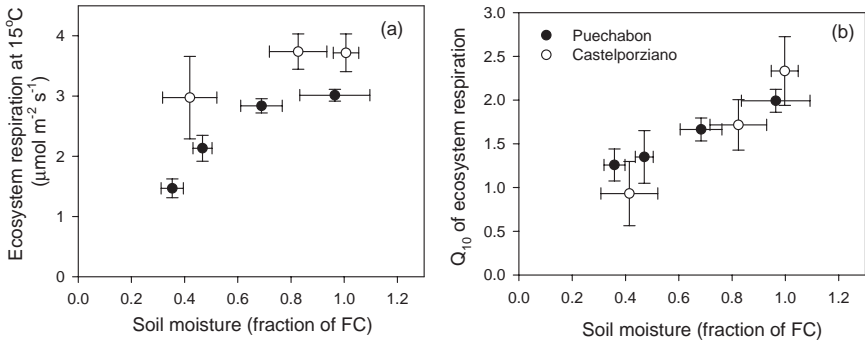 (a)
Ecosystem respiration at 15°C
(μmol m⁻² s⁻¹)
4
3
2
1
0
0.0 0.2 0.4 0.6 0.8 1.0 1.2
Soil moisture (fraction of FC)
(b)
Puechabon
Castelporziano
Q₁₀ of ecosystem respiration
3.0
2.5
2.0
1.5
1.0
0.5
0.0
0.0 0.2 0.4 0.6 0.8 1.0 1.2
Soil moisture (fraction of FC)